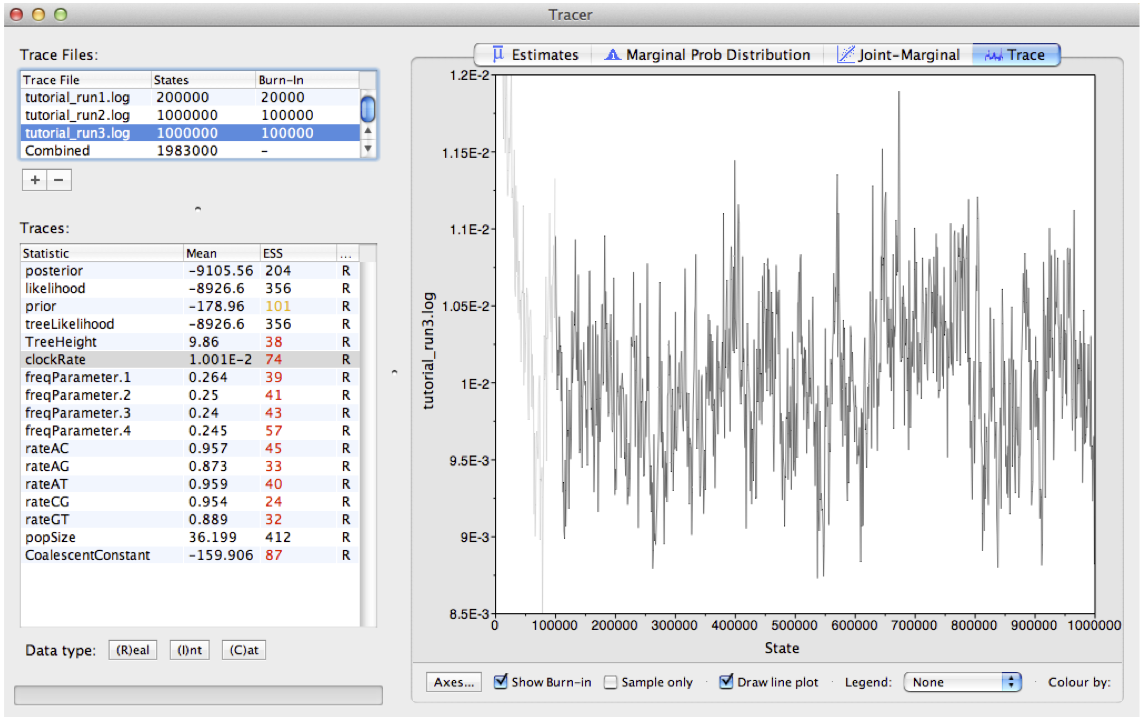 Tracer
Trace Files:
Trace File States Burn-In
tutorial_run1.log 200000 20000
tutorial_run2.log 1000000 100000
tutorial_run3.log 1000000 100000
Combined 1983000 -
+ -
Traces:
Statistic Mean ESS ...
posterior -9105.56 204 R
likelihood -8926.6 356 R
prior -178.96 101 R
treeLikelihood -8926.6 356 R
TreeHeight 9.86 38 R
clockRate 1.001E-2 74 R
freqParameter.1 0.264 39 R
freqParameter.2 0.25 41 R
freqParameter.3 0.24 43 R
freqParameter.4 0.245 57 R
rateAC 0.957 45 R
rateAG 0.873 33 R
rateAT 0.959 40 R
rateCG 0.954 24 R
rateGT 0.889 32 R
popSize 36.199 412 R
CoalescentConstant -159.906 87 R
Data type: (R)eal (I)nt (C)at
Estimates Marginal Prob Distribution Joint-Marginal Trace
1.2E-2
1.15E-2
1.1E-2
1.05E-2
1E-2
9.5E-3
9E-3
8.5E-3
tutorial_run3.log
0 100000 200000 300000 400000 500000 600000 700000 800000 900000 1000000
State
Axes... Show Burn-in Sample only Draw line plot Legend: None Colour by: